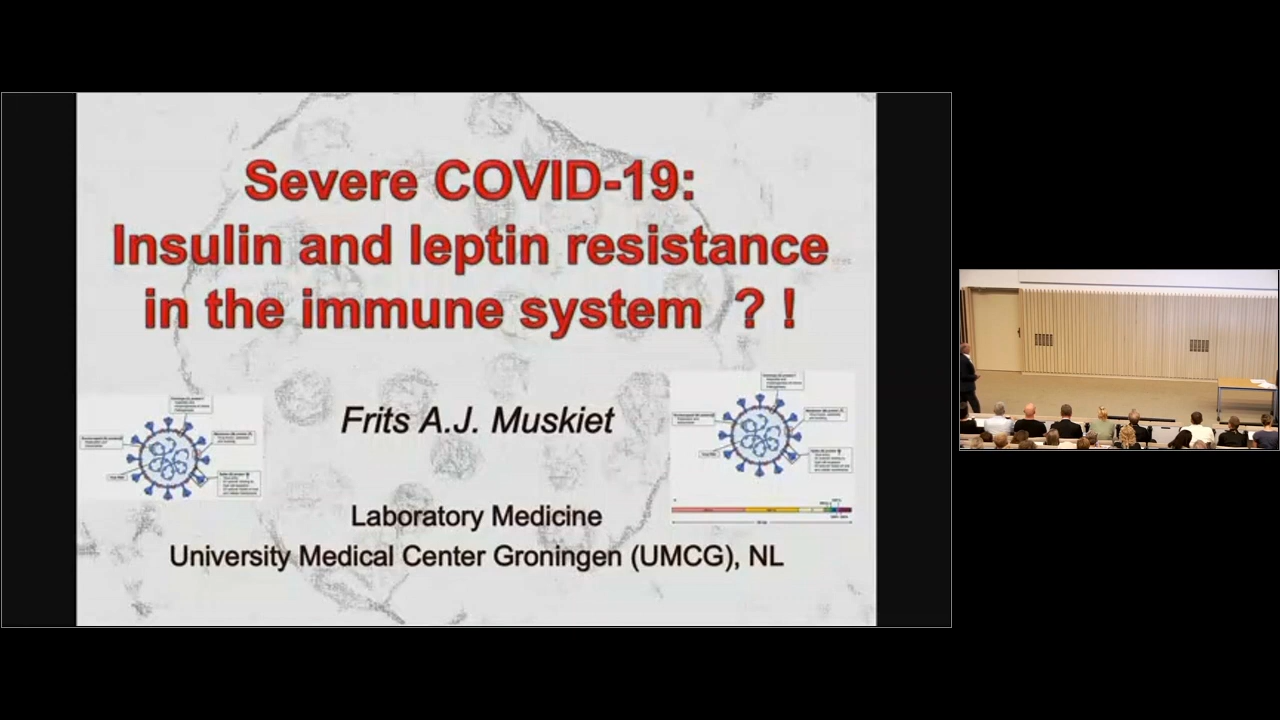 Severe COVID-19:
Insulin and leptin resistance
in the immune system ? !
Frits A.J. Muskiet
Laboratory Medicine
University Medical Center Groningen (UMCG), NL